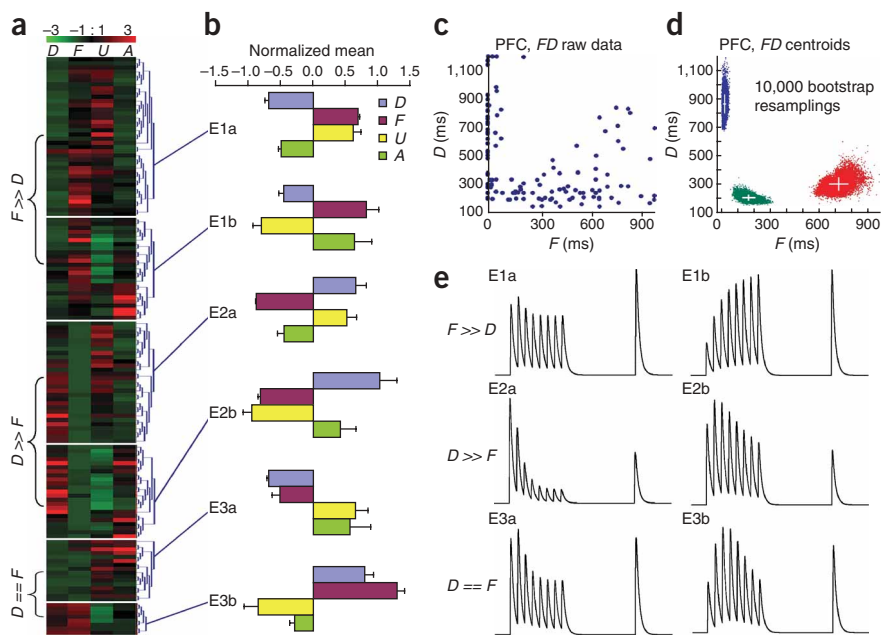 a
−3 −1 : 1 3
D F U A
F >> D
D >> F
D == F
b
Normalized mean
−1.5 −1.0 −0.5 0.0 0.5 1.0 1.5
D
F
U
A
E1a
E1b
E2a
E2b
E3a
E3b
c
PFC, FD raw data
D (ms)
1,100
900
700
500
300
100
0 300 600 900
F (ms)
d
PFC, FD centroids
10,000 bootstrap
resamplings
D (ms)
1,100
900
700
500
300
100
0 300 600 900
F (ms)
e
E1a E1b
F >> D
E2a E2b
D >> F
E3a E3b
D == F